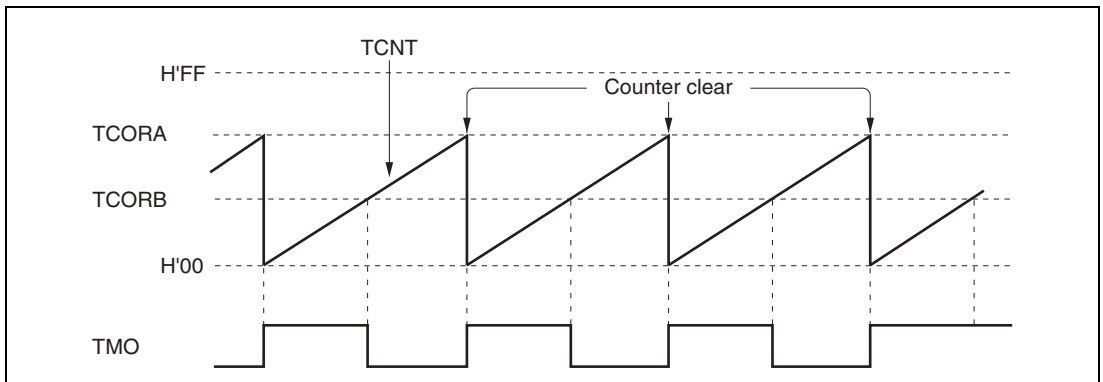 TCNT
H'FF
Counter clear
TCORA
TCORB
H'00
TMO